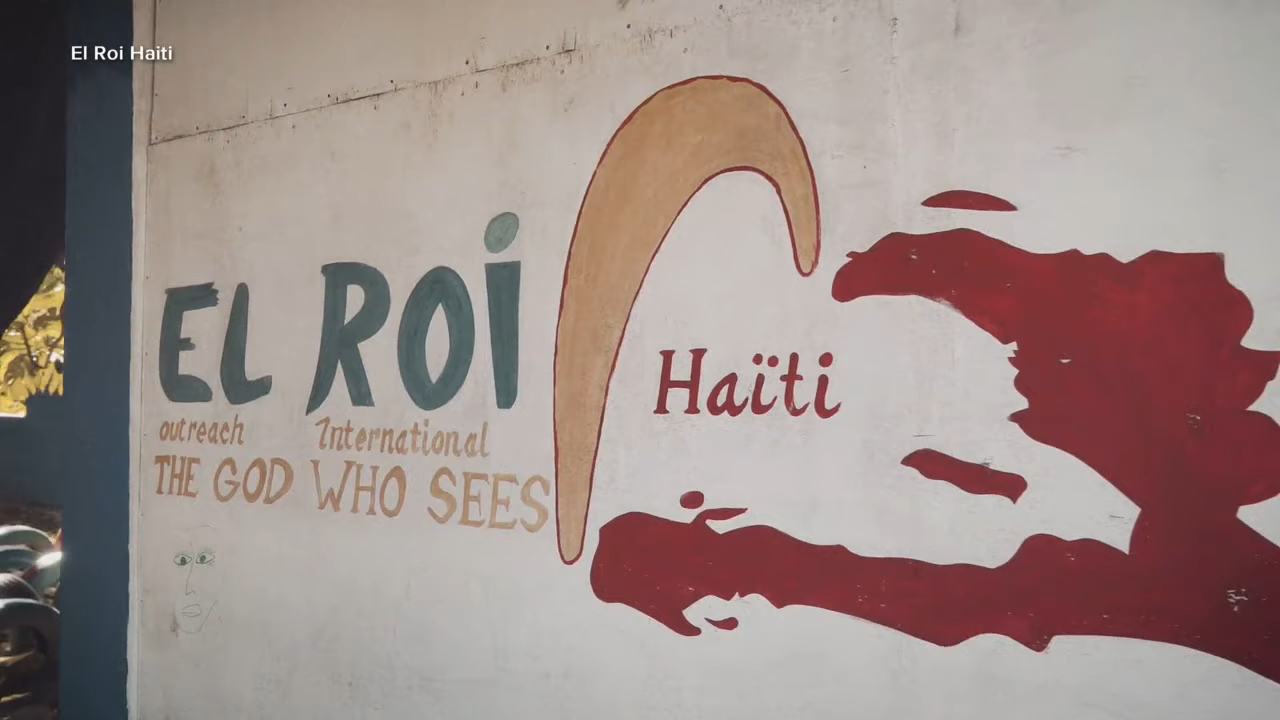 El Roi Haiti
EL ROI
outreach International
THE GOD WHO SEES
Haïti